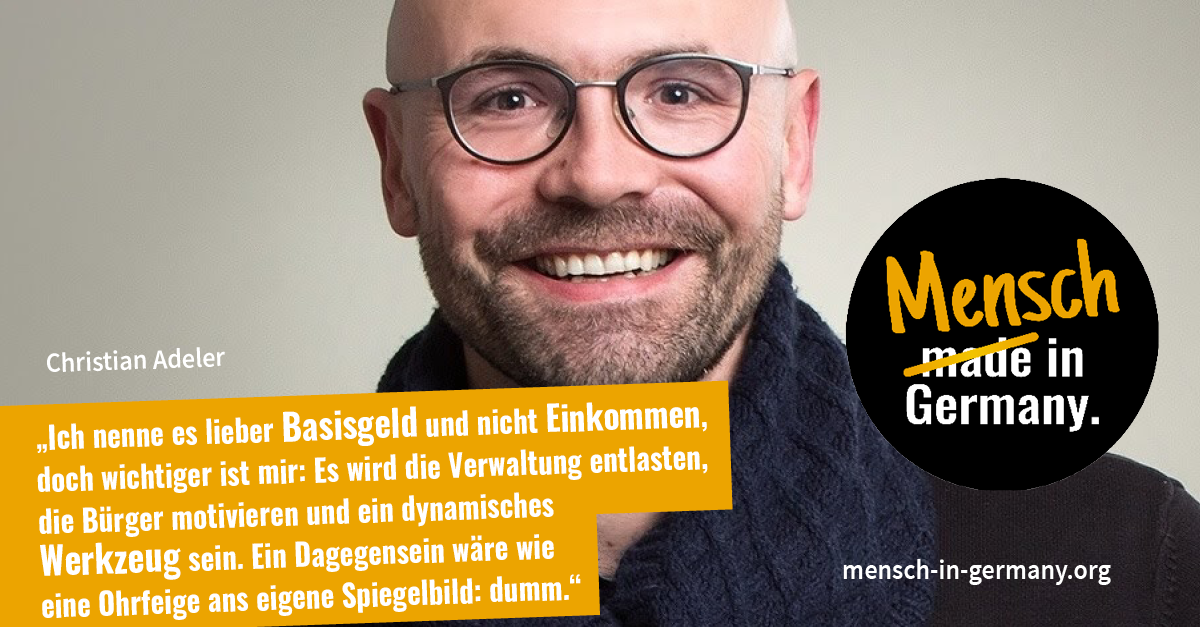 Christian Adeler
„Ich nenne es lieber Basisgeld und nicht Einkommen,
doch wichtiger ist mir: Es wird die Verwaltung entlasten,
die Bürger motivieren und ein dynamisches
Werkzeug sein. Ein Dagegensein wäre wie
eine Ohrfeige ans eigene Spiegelbild: dumm.“
Mensch
made in
Germany.
mensch-in-germany.org